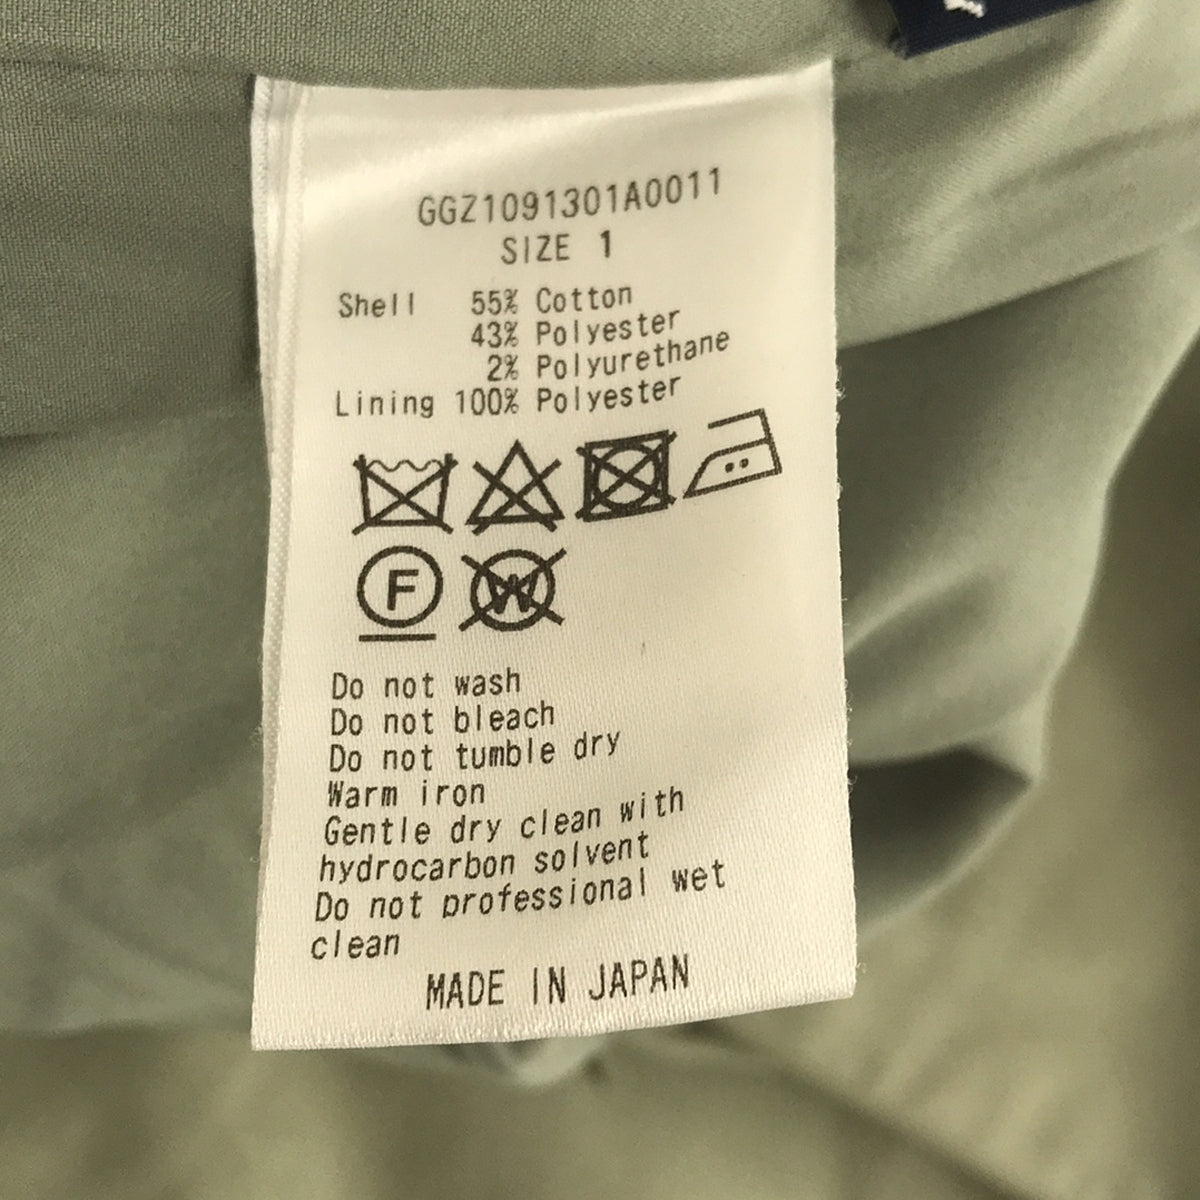 GGZ1091301A0011
SIZE 1
Shell 55% Cotton
43% Polyester
2% Polyurethane
Lining 100% Polyester
F W
Do not wash
Do not bleach
Do not tumble dry
Warm iron
Gentle dry clean with
hydrocarbon solvent
Do not professional wet
clean
MADE IN JAPAN